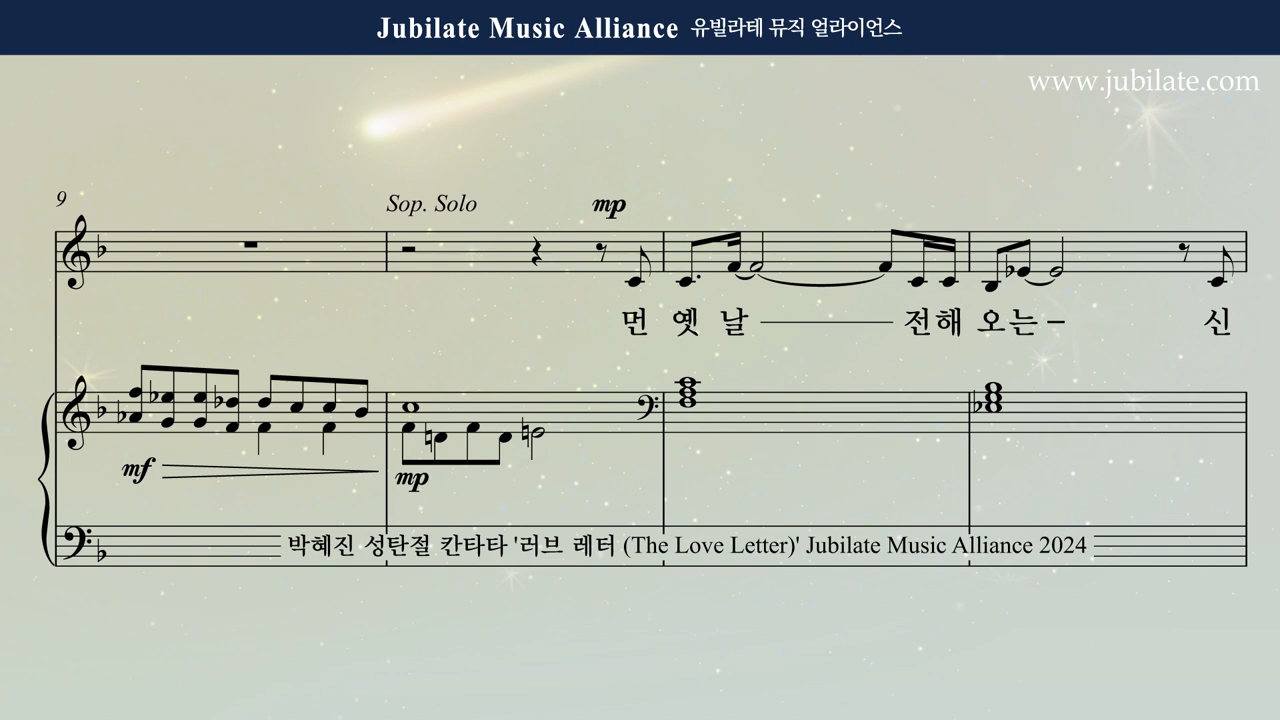 Jubilate Music Alliance 유빌라테 뮤직 얼라이언스
www.jubilate.com
9
Sop. Solo
mp
먼 옛 날 전해 오는 신
mf
mp
박혜진 성탄절 칸타타 '러브 레터 (The Love Letter)' Jubilate Music Alliance 2024